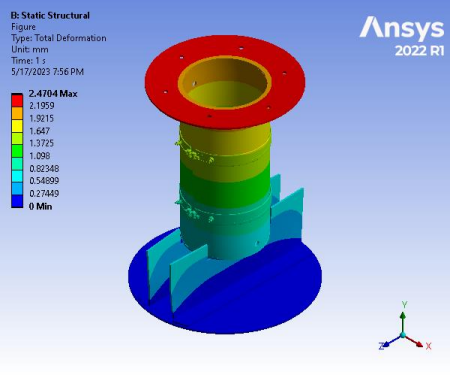 B: Static Structural
Figure
Type: Total Deformation
Unit: mm
Time: 1 s
5/17/2023 7:56 PM
2.4704 Max
2.1959
1.9215
1.647
1.3725
1.098
0.82348
0.54899
0.27449
0 Min
Ansys
2022 R1
Y
Z
X